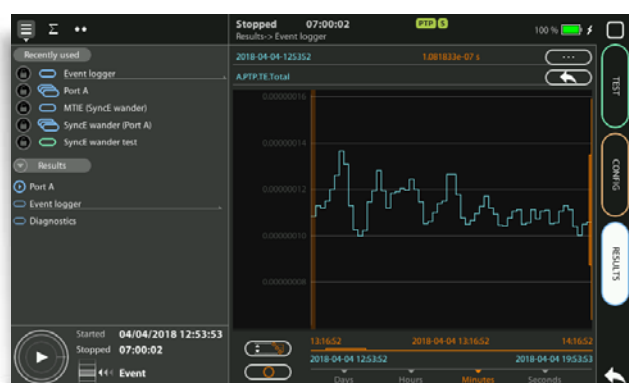 Σ
Stopped 07:00:02 PTP S
Results-> Event logger
100 %
Recently used
Event logger
Port A
MTIE (SyncE wander)
SyncE wander (Port A)
SyncE wander test
Results
Port A
Event logger
Diagnostics
Started 04/04/2018 12:53:53
Stopped 07:00:02
Event
2018-04-04-125352 1.081833e-07 s ...
A.PTP.TE.Total
0.00000016
0.00000014
0.00000012
0.00000010
0.00000008
13:16:52 2018-04-04 13:16:52 14:16:52
2018-04-04 12:53:52 2018-04-04 19:53:53
Days Hours Minutes Seconds
TEST
CONFIG
RESULTS